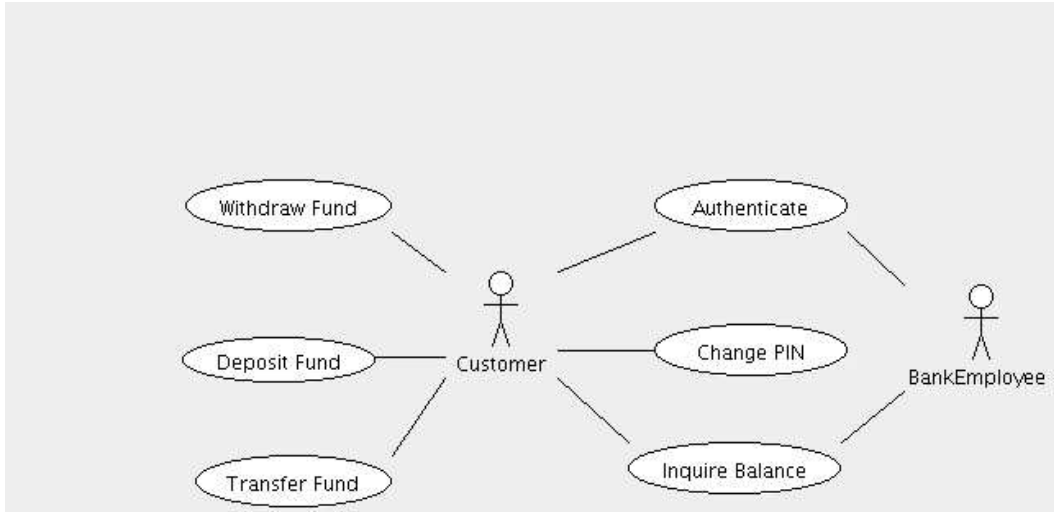 Withdraw Fund
Authenticate
Deposit Fund
Customer
Change PIN
BankEmployee
Transfer Fund
Inquire Balance